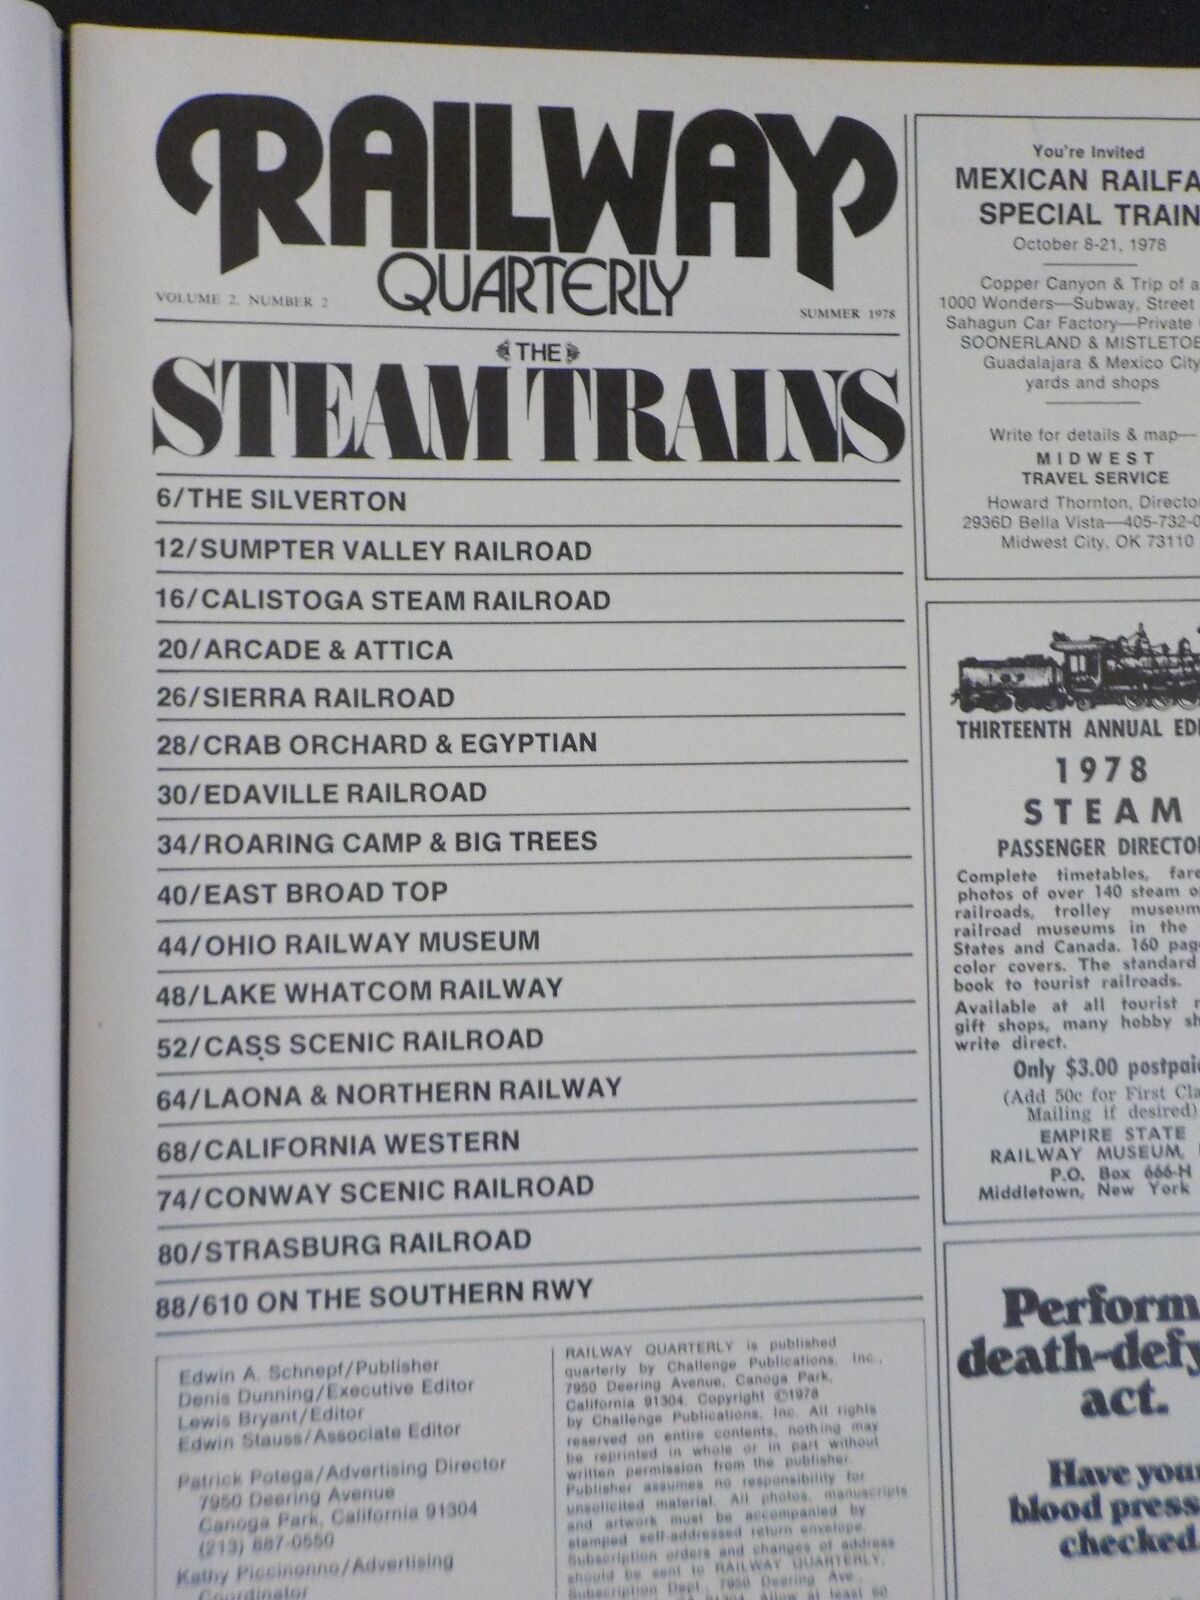 RAILWAY
QUARTERLY
VOLUME 2, NUMBER 2
SUMMER 1978
THE
STEAM TRAINS
6/THE SILVERTON
12/SUMPTER VALLEY RAILROAD
16/CALISTOGA STEAM RAILROAD
20/ARCADE & ATTICA
26/SIERRA RAILROAD
28/CRAB ORCHARD & EGYPTIAN
30/EDAVILLE RAILROAD
34/ROARING CAMP & BIG TREES
40/EAST BROAD TOP
44/OHIO RAILWAY MUSEUM
48/LAKE WHATCOM RAILWAY
52/CASS SCENIC RAILROAD
64/LAONA & NORTHERN RAILWAY
68/CALIFORNIA WESTERN
74/CONWAY SCENIC RAILROAD
80/STRASBURG RAILROAD
88/610 ON THE SOUTHERN RWY
Edwin A. Schnepf/Publisher
Denis Dunning/Executive Editor
Lewis Bryant/Editor
Edwin Stauss/Associate Editor
Patrick Potega/Advertising Director
7950 Deering Avenue
Canoga Park, California 91304
(213) 887-0550
Kathy Piccinonno/Advertising
Coordinator
RAILWAY QUARTERLY is published
quarterly by Challenge Publications, Inc.,
7950 Deering Avenue, Canoga Park,
California 91304. Copyright ©1978
by Challenge Publications, Inc. All rights
reserved on entire contents, nothing may
be reprinted in whole or in part without
written permission from the publisher.
Publisher assumes no responsibility for
unsolicited material. All photos, manuscripts
and artwork must be accompanied by
stamped self-addressed return envelope.
Subscription orders and changes of address
should be sent to RAILWAY QUARTERLY,
Subscription Dept., 7950 Deering Ave.,
91304. Allow at least 60
You're Invited
MEXICAN RAILFA
SPECIAL TRAIN
October 8-21, 1978
Copper Canyon & Trip of a
1000 Wonders—Subway, Street
Sahagun Car Factory—Private
SOONERLAND & MISTLETOE
Guadalajara & Mexico City
yards and shops
Write for details & map—
MIDWEST
TRAVEL SERVICE
Howard Thornton, Director
2936D Bella Vista—405-732-0
Midwest City, OK 73110
THIRTEENTH ANNUAL EDI
1978
STEAM
PASSENGER DIRECTO
Complete timetables, fare
photos of over 140 steam o
railroads, trolley museum
railroad museums in the
States and Canada. 160 pag
color covers. The standard
book to tourist railroads.
Available at all tourist r
gift shops, many hobby sh
write direct.
Only $3.00 postpaid
(Add 50c for First Cla
Mailing if desired)
EMPIRE STATE
RAILWAY MUSEUM,
P.O. Box 666-H
Middletown, New York
Perform
death-defy
act.
Have your
blood press
checked.